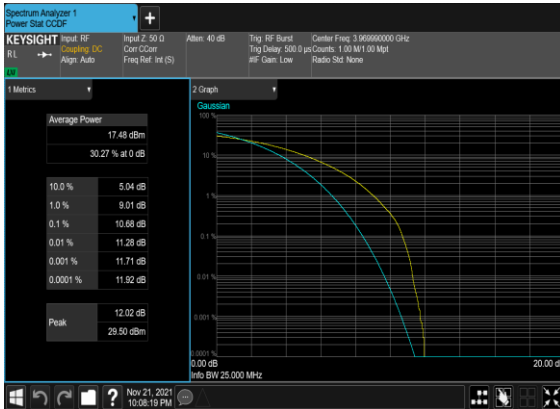 Spectrum Analyzer 1
Power Stat CCDF
KEYSIGHT
RL
Input: RF
Coupling: DC
Align: Auto
Input Z: 50 Ω
Corr CCorr
Freq Ref: Int (S)
Atten: 40 dB
Trig: RF Burst
Trig Delay: 500.0 µs
#IF Gain: Low
Center Freq: 3.969990000 GHz
Counts: 1.00 M/1.00 Mpt
Radio Std: None
1 Metrics
2 Graph
Average Power
17.48 dBm
30.27 % at 0 dB
10.0 % 5.04 dB
1.0 % 9.01 dB
0.1 % 10.68 dB
0.01 % 11.28 dB
0.001 % 11.71 dB
0.0001 % 11.92 dB
Peak
12.02 dB
29.50 dBm
Gaussian
100 %
10 %
1 %
0.1 %
0.01 %
0.001 %
0.0001 %
0.00 dB
20.00 d
Info BW 25.000 MHz
Nov 21, 2021
10:08:19 PM